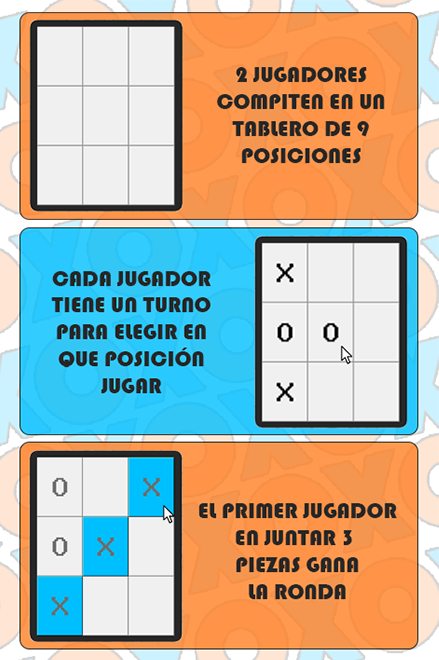 2 JUGADORES
COMPITEN EN UN
TABLERO DE 9
POSICIONES
CADA JUGADOR
TIENE UN TURNO
PARA ELEGIR EN
QUE POSICIÓN
JUGAR
X
O O
X
O X
O X
X
EL PRIMER JUGADOR
EN JUNTAR 3
PIEZAS GANA
LA RONDA